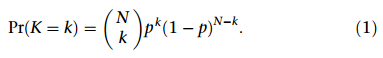 Pr(K = k) = \binom{N}{k} p^k (1 − p)^{N−k}. (1)